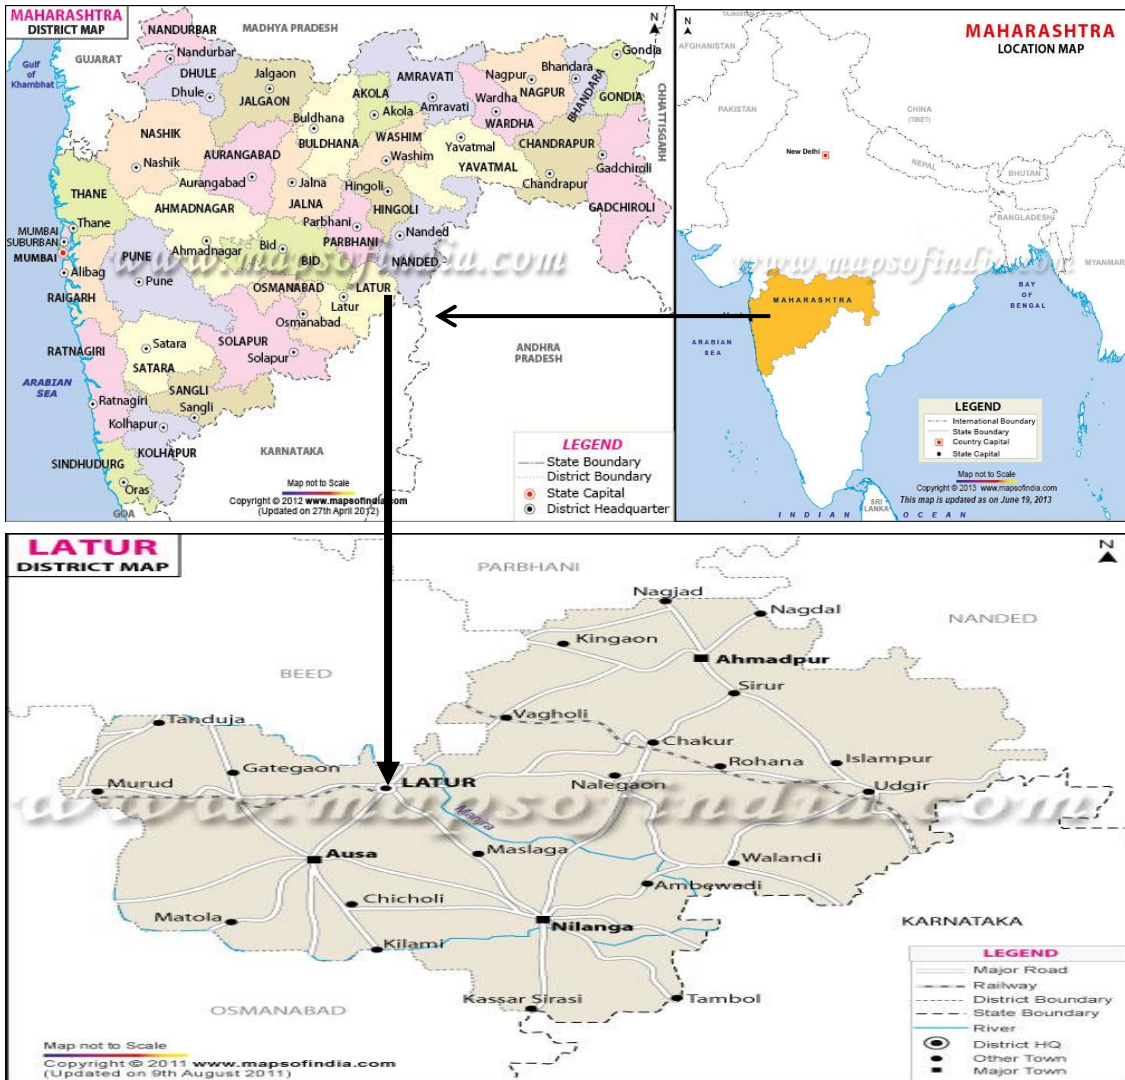 MAHARASHTRA
DISTRICT MAP
MADHYA PRADESH
N
GUJARAT
Gulf
of
Khambhat
NANDURBAR
Nandurbar
DHULE
Dhule
Jalgaon
JALGAON
NASHIK
Nashik
AURANGABAD
Aurangabad
Buldhana
BULDHANA
AKOLA
Akola
AMRAVATI
Amravati
WASHIM
Washim
Yavatmal
YAVATMAL
Wardha
WARDHA
Nagpur
NAGPUR
Bhandara
BHANDARA
Gondia
GONDIA
CHHATTISGARH
CHANDRAPUR
Chandrapur
Gadchiroli
GADCHIROLI
THANE
Thane
MUMBAI
SUBURBAN
MUMBAI
Alibag
RAIGARH
AHMADNAGAR
Ahmadnagar
Jalna
JALNA
Hingoli
HINGOLI
Parbhani
PARBHANI
Nanded
NANDED
PUNE
Pune
Bid
BID
OSMANABAD
Osmanabad
LATUR
Latur
www.mapsofindia.com
RATNAGIRI
Ratnagiri
Satara
SATARA
SOLAPUR
Solapur
SANGLI
Sangli
Kolhapur
KOLHAPUR
SINDHUDURG
Oras
GOA
ARABIAN
SEA
ANDHRA
PRADESH
KARNATAKA
Map not to Scale
Copyright © 2012 www.mapsofindia.com
(Updated on 27th April 2012)
LEGEND
State Boundary
District Boundary
State Capital
District Headquarter
MAHARASHTRA
LOCATION MAP
N
TAJIKISTAN
AFGHANISTAN
PAKISTAN
CHINA
(TIBET)
New Delhi
NEPAL
BHUTAN
BANGLADESH
MYANMAR
www.mapsofindia.com
MAHARASHTRA
BAY
OF
BENGAL
ARABIAN
SEA
LEGEND
International Boundary
State Boundary
Country Capital
State Capital
Map not to Scale
Copyright © 2013 www.mapsofindia.com
This map is updated as on June 19, 2013
SRI
LANKA
INDIAN OCEAN
LATUR
DISTRICT MAP
N
PARBHANI
NANDED
BEED
Nagjad
Nagdal
Kingaon
Ahmadpur
Sirur
Vagholi
Tanduja
Chakur
Gategaon
Rohana
Islampur
Murud
LATUR
Nalegaon
Udgir
www.mapsofindia.com
Manjra
Ausa
Maslaga
Walandi
Ambewadi
Chicholi
Matola
Nilanga
Kilami
KARNATAKA
Kassar Sirasi
Tambol
OSMANABAD
LEGEND
Major Road
Railway
District Boundary
State Boundary
River
District HQ
Other Town
Major Town
Map not to Scale
Copyright © 2011 www.mapsofindia.com
(Updated on 9th August 2011)